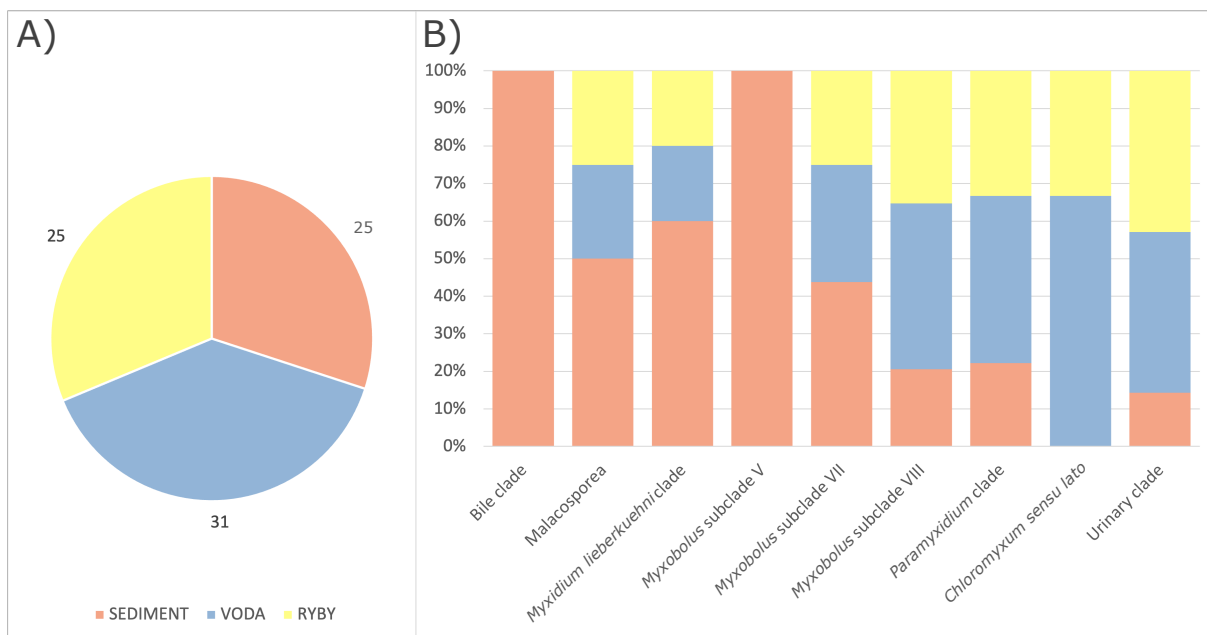 A)
25
25
31
SEDIMENT VODA RYBY
B)
100%
90%
80%
70%
60%
50%
40%
30%
20%
10%
0%
Bile clade
Malacosporea
Myxidium lieberkuehni clade
Myxobolus subclade V
Myxobolus subclade VII
Myxobolus subclade VIII
Paramyxidium clade
Chloromyxum sensu lato
Urinary clade